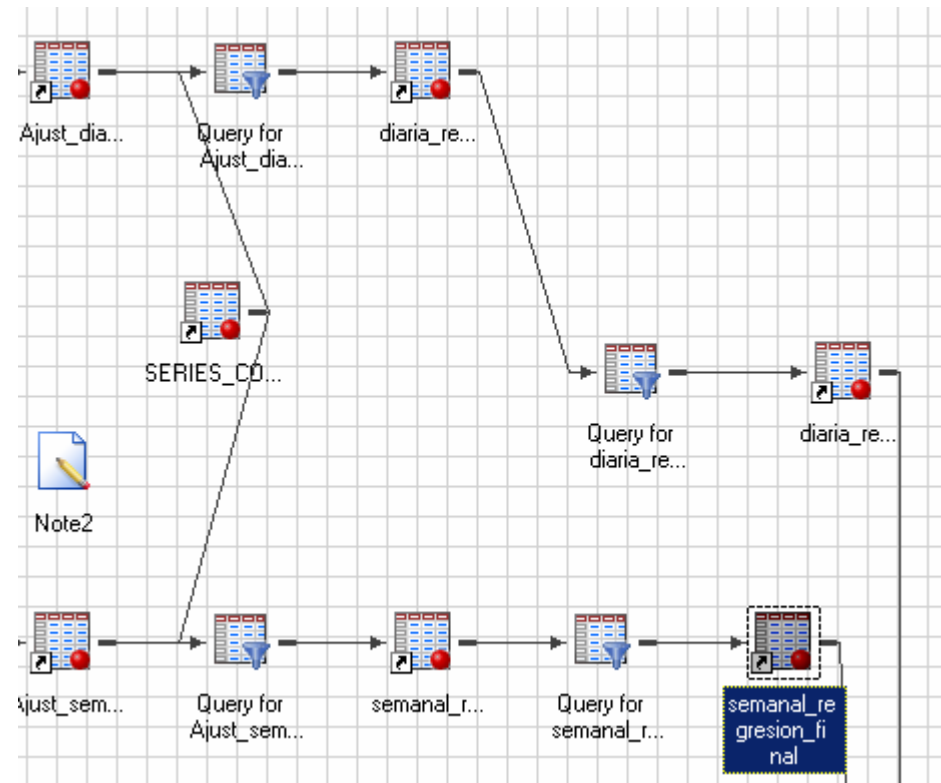 Ajust_dia...
Query for
Ajust_dia...
diaria_re...
SERIES_CO...
Query for
diaria_re...
diaria_re...
Note2
Ajust_sem...
Query for
Ajust_sem...
semanal_r...
Query for
semanal_r...
semanal_re
gresion_fi
nal